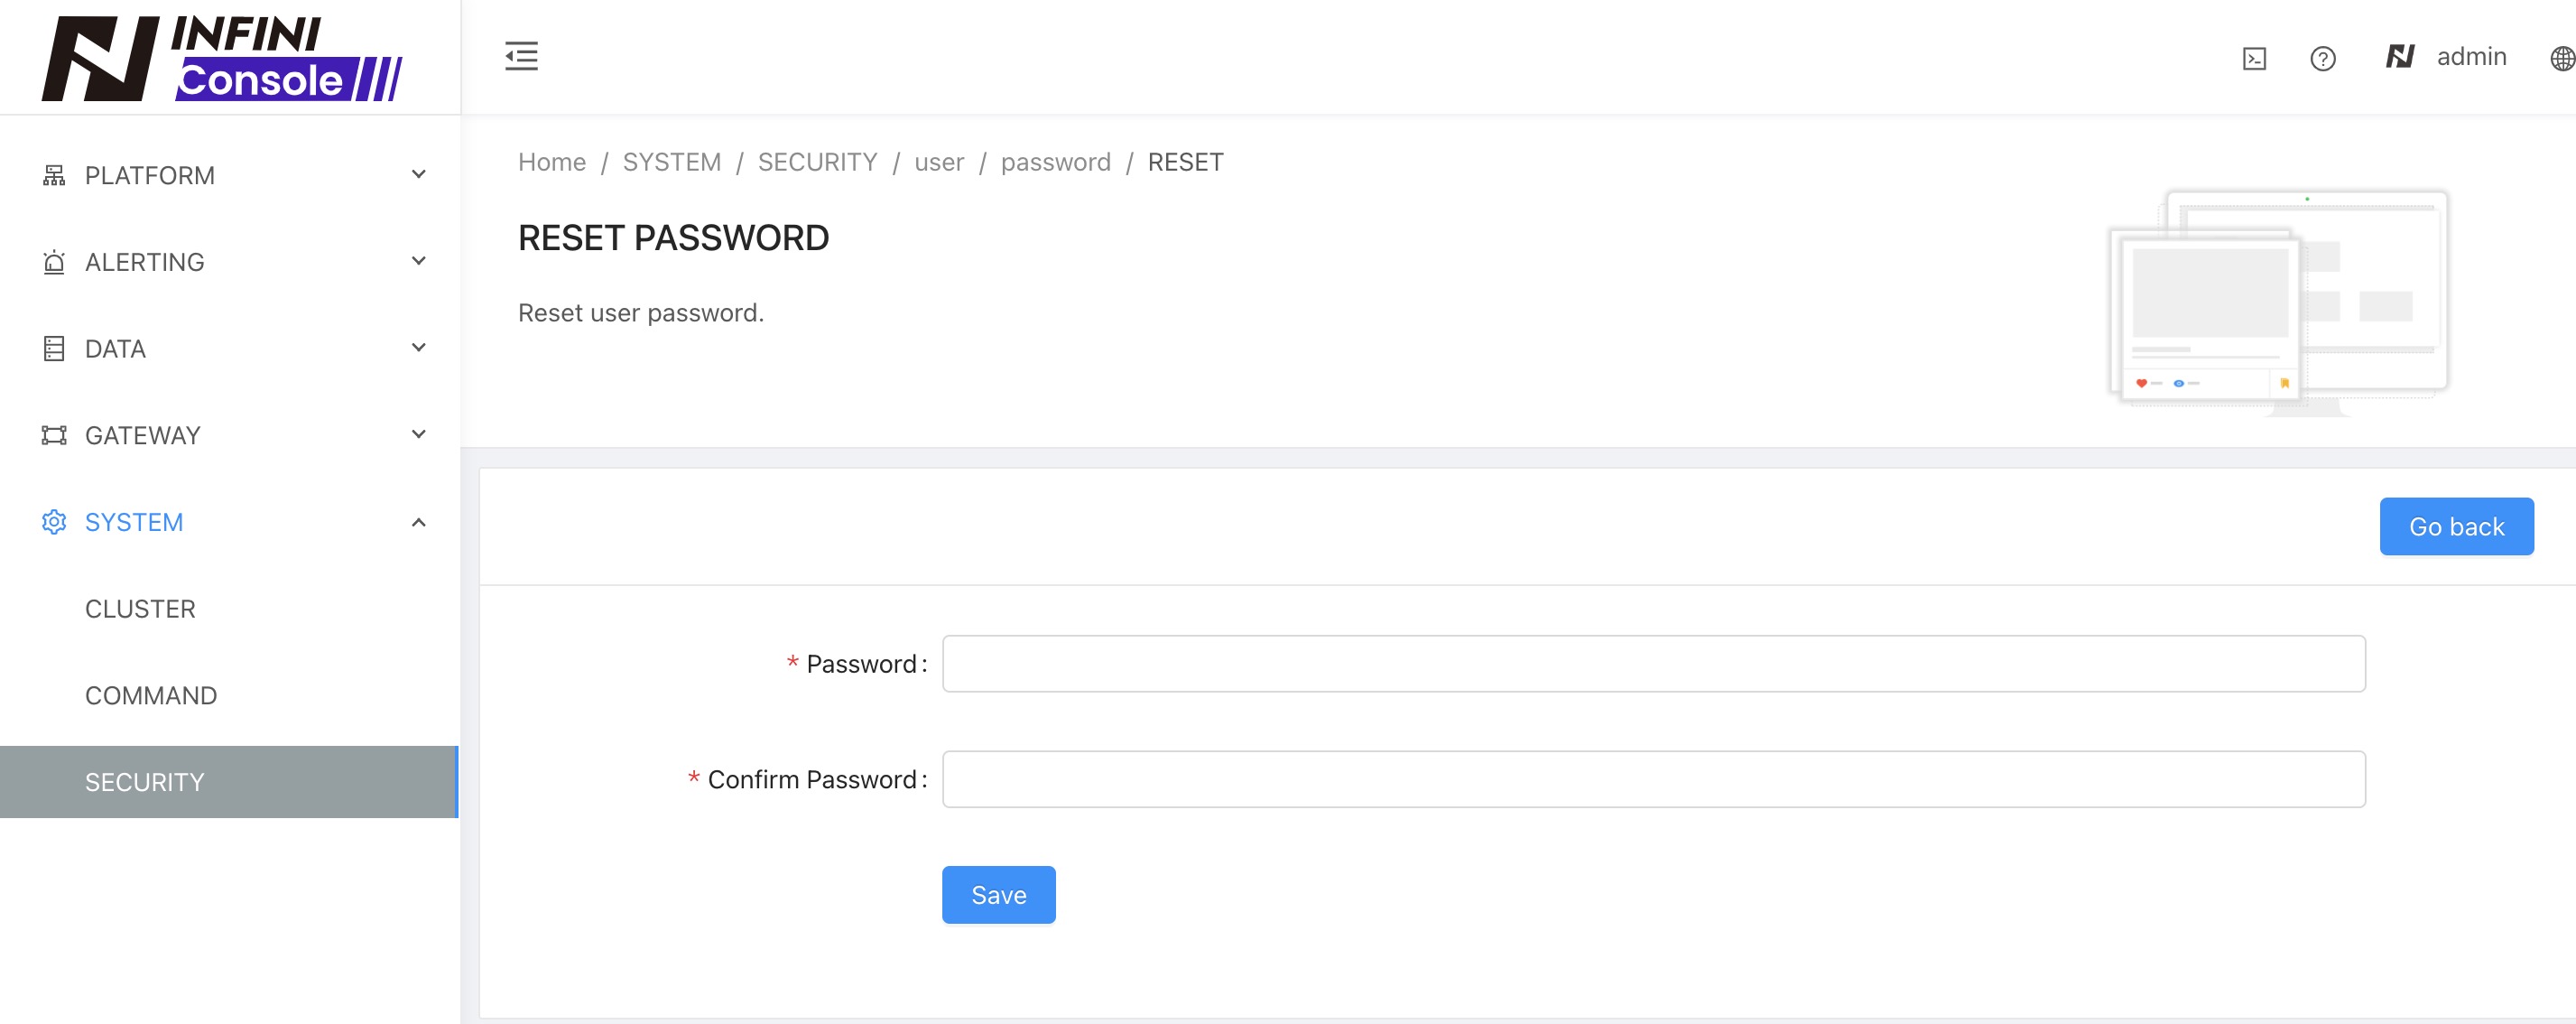 INFINI
Console
admin
PLATFORM
ALERTING
DATA
GATEWAY
SYSTEM
CLUSTER
COMMAND
SECURITY
Home / SYSTEM / SECURITY / user / password / RESET
RESET PASSWORD
Reset user password.
Go back
* Password :
* Confirm Password :
Save